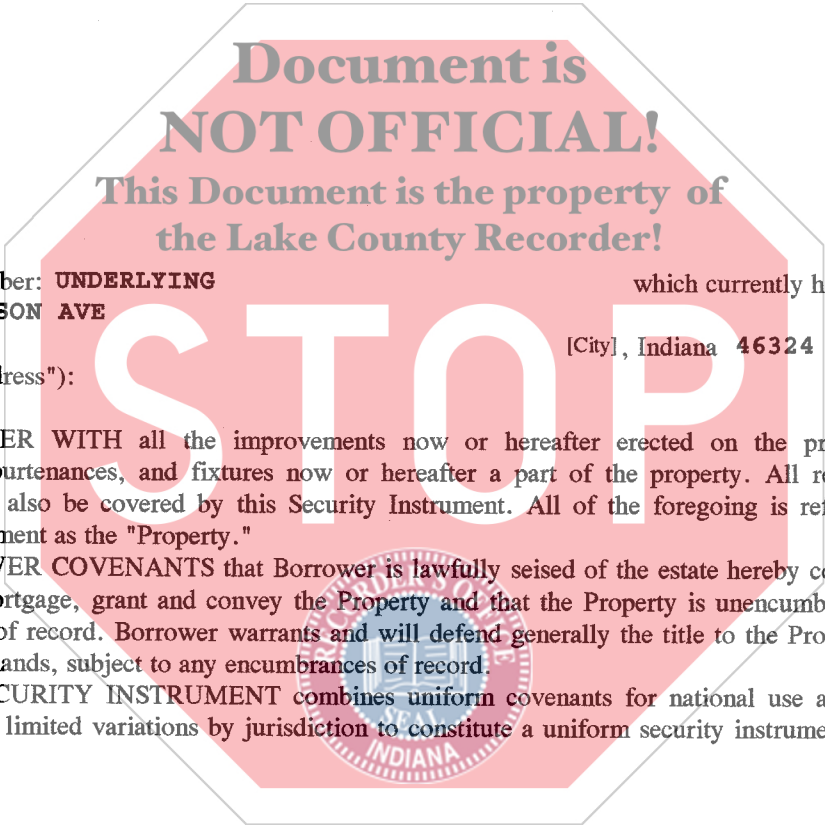 Document is
NOT OFFICIAL!
This Document is the property of
the Lake County Recorder!
ber: UNDERLYING which currently h
SON AVE
STOP
[City], Indiana 46324
ress"):
ER WITH all the improvements now or hereafter erected on the pr
urtenances, and fixtures now or hereafter a part of the property. All re
also be covered by this Security Instrument. All of the foregoing is ref
ment as the "Property."
VER COVENANTS that Borrower is lawfully seised of the estate hereby co
ortgage, grant and convey the Property and that the Property is unencumb
of record. Borrower warrants and will defend generally the title to the Pro
ands, subject to any encumbrances of record.
CURITY INSTRUMENT combines uniform covenants for national use a
limited variations by jurisdiction to constitute a uniform security instrume
RECORDER'S OFFICE
SEAL
INDIANA